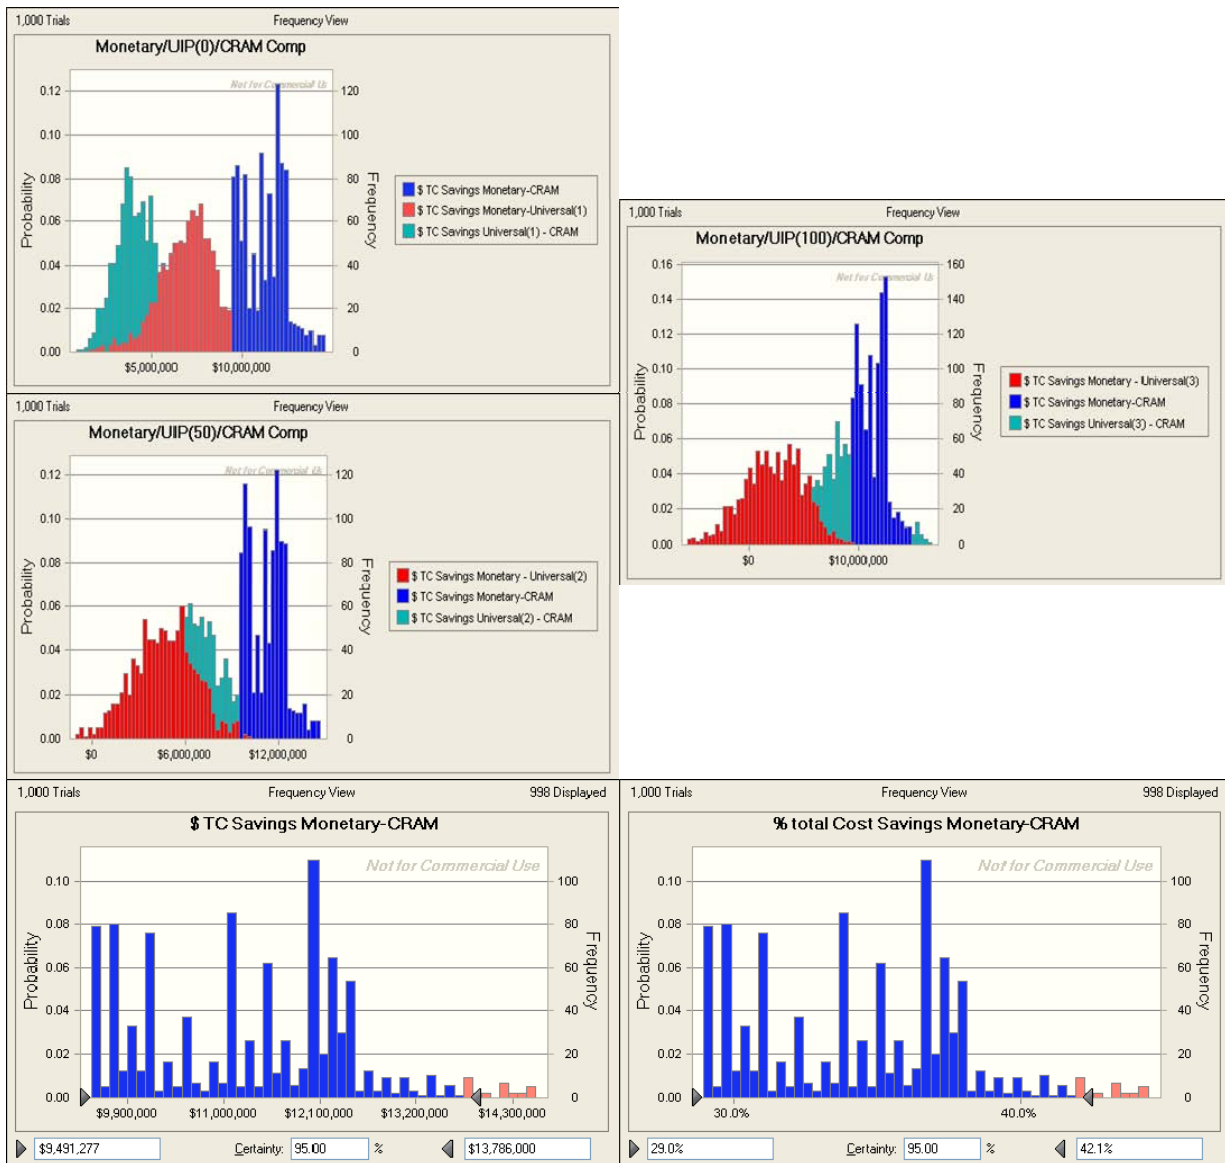 1,000 Trials Frequency View
Monetary/UIP(0)/CRAM Comp
Not for Commercial Us
Probability
0.12
0.10
0.08
0.06
0.04
0.02
0.00
120
100
80
60
40
20
0
Frequency
$5,000,000 $10,000,000
$ TC Savings Monetary-CRAM
$ TC Savings Monetary-Universal(1)
$ TC Savings Universal(1) - CRAM
1,000 Trials Frequency View
Monetary/UIP(100)/CRAM Comp
Not for Commercial Us
Probability
0.16
0.14
0.12
0.10
0.08
0.06
0.04
0.02
0.00
160
140
120
100
80
60
40
20
0
Frequency
$0 $10,000,000
$ TC Savings Monetary - Universal(3)
$ TC Savings Monetary-CRAM
$ TC Savings Universal(3) - CRAM
1,000 Trials Frequency View
Monetary/UIP(50)/CRAM Comp
Not for Commercial Us
Probability
0.12
0.10
0.08
0.06
0.04
0.02
0.00
120
100
80
60
40
20
0
Frequency
$0 $6,000,000 $12,000,000
$ TC Savings Monetary - Universal(2)
$ TC Savings Monetary-CRAM
$ TC Savings Universal(2) - CRAM
1,000 Trials Frequency View 998 Displayed
$ TC Savings Monetary-CRAM
Not for Commercial Use
Probability
0.10
0.08
0.06
0.04
0.02
0.00
100
80
60
40
20
0
Frequency
$9,900,000 $11,000,000 $12,100,000 $13,200,000 $14,300,000
$9,491,277 Certainty: 95.00 % $13,786,000
1,000 Trials Frequency View 998 Displayed
% total Cost Savings Monetary-CRAM
Not for Commercial Use
Probability
0.10
0.08
0.06
0.04
0.02
0.00
100
80
60
40
20
0
Frequency
30.0% 40.0%
29.0% Certainty: 95.00 % 42.1%